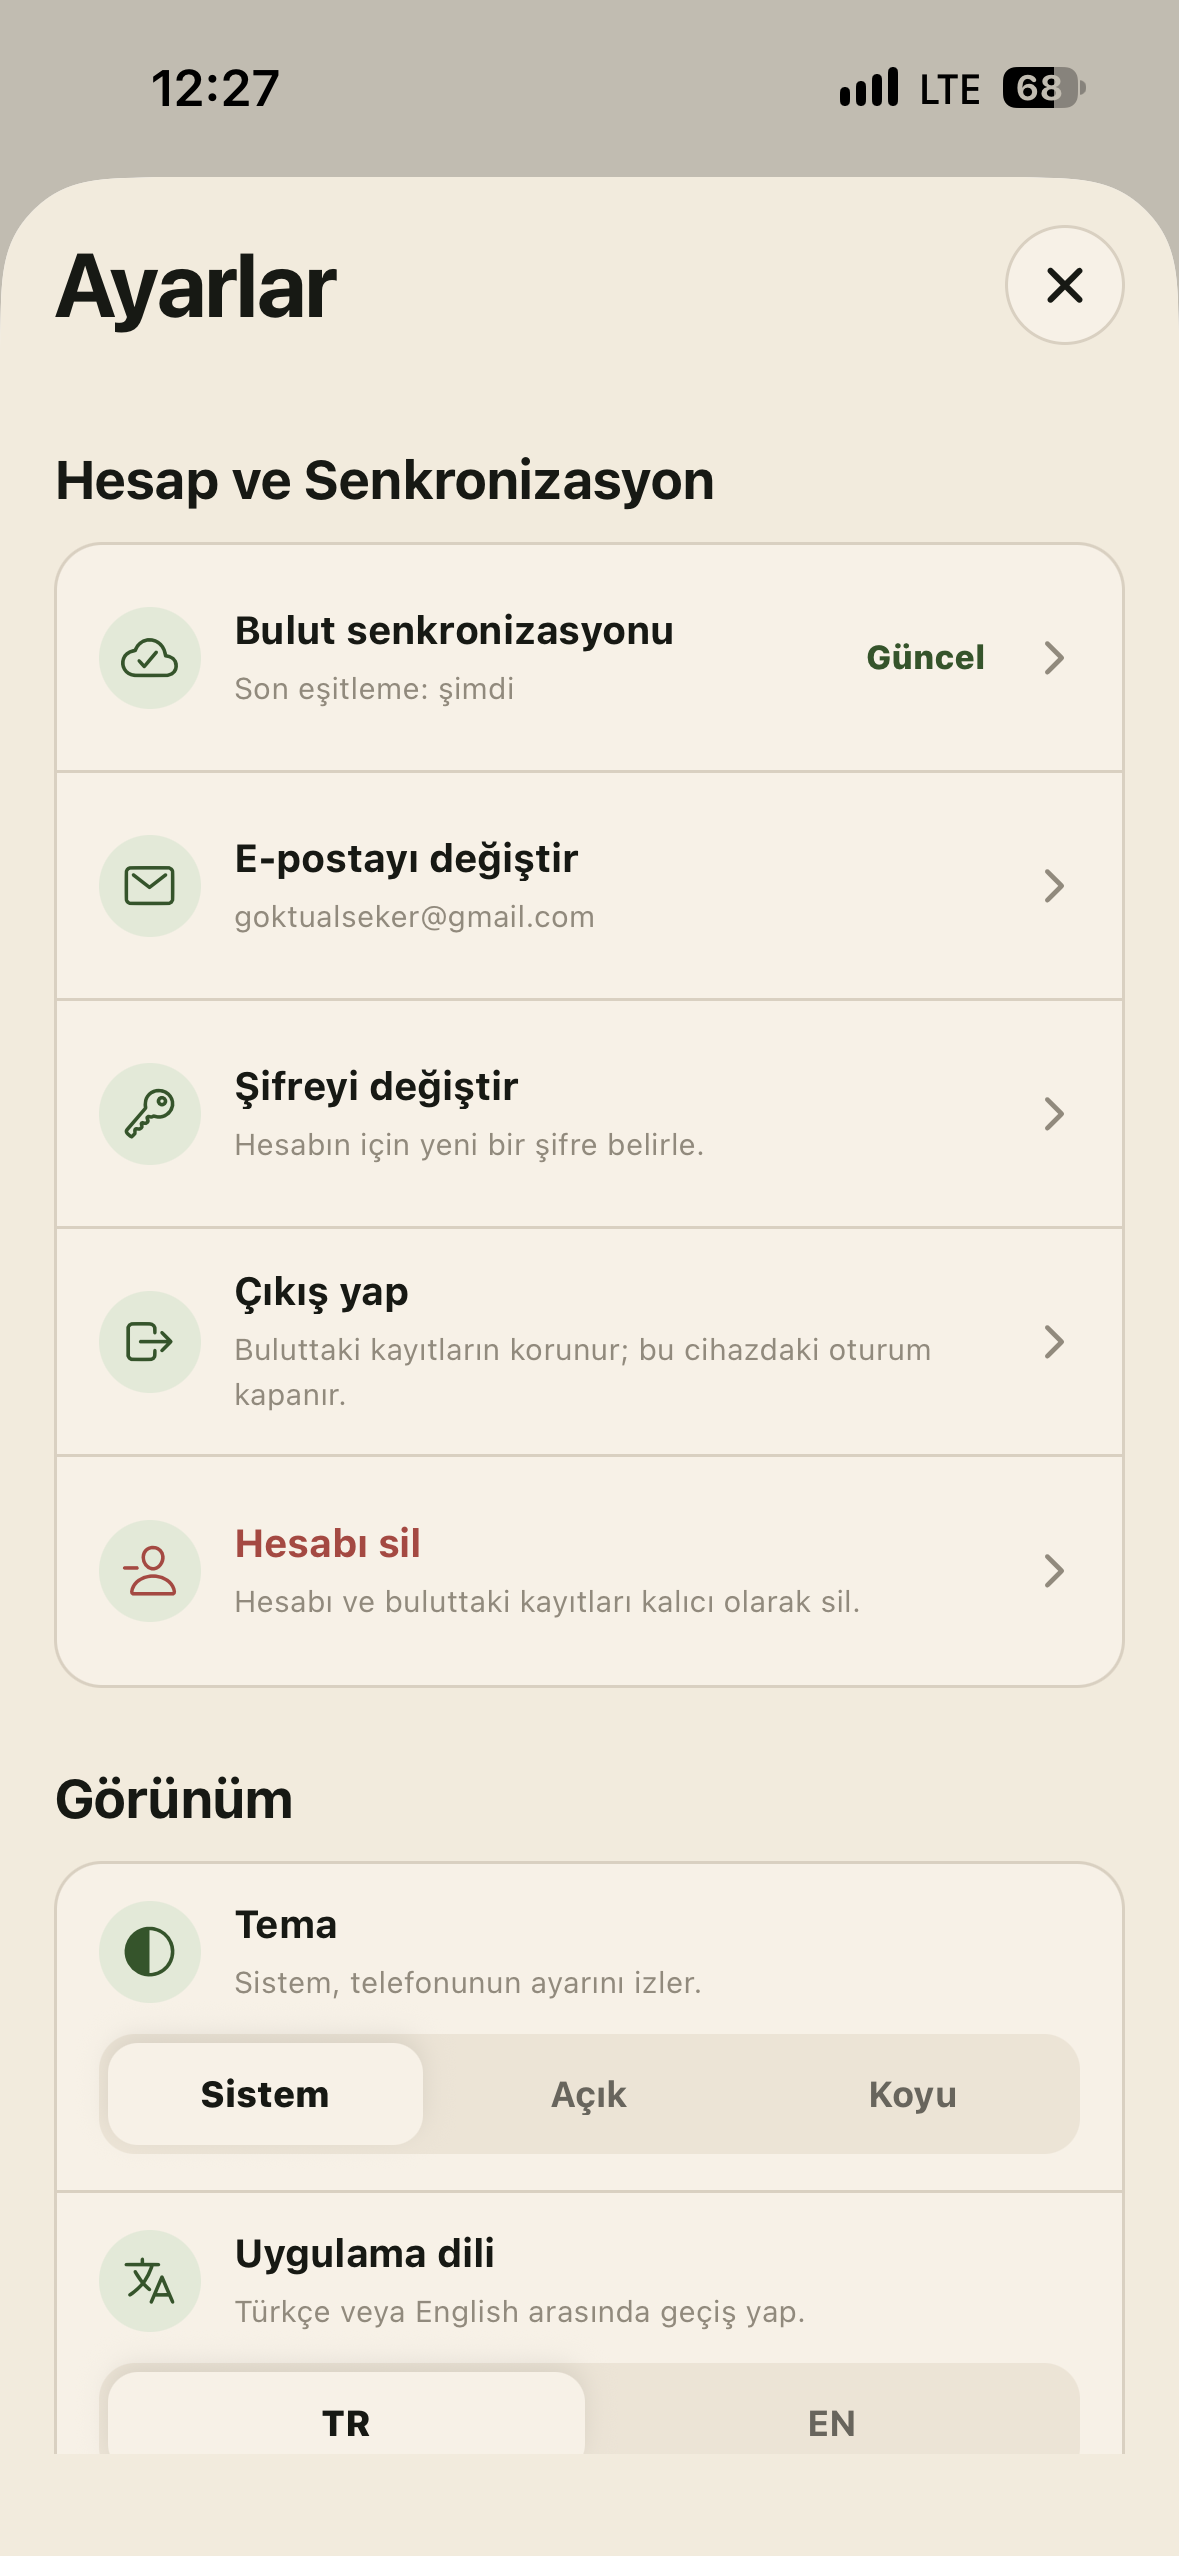 12:27
LTE
68
Ayarlar
Hesap ve Senkronizasyon
Bulut senkronizasyonu
Son eşitleme: şimdi
Güncel
E-postayı değiştir
goktualseker@gmail.com
Şifreyi değiştir
Hesabın için yeni bir şifre belirle.
Çıkış yap
Buluttaki kayıtların korunur; bu cihazdaki oturum
kapanır.
Hesabı sil
Hesabı ve buluttaki kayıtları kalıcı olarak sil.
Görünüm
Tema
Sistem, telefonunun ayarını izler.
Sistem
Açık
Koyu
Uygulama dili
Türkçe veya English arasında geçiş yap.
TR
EN